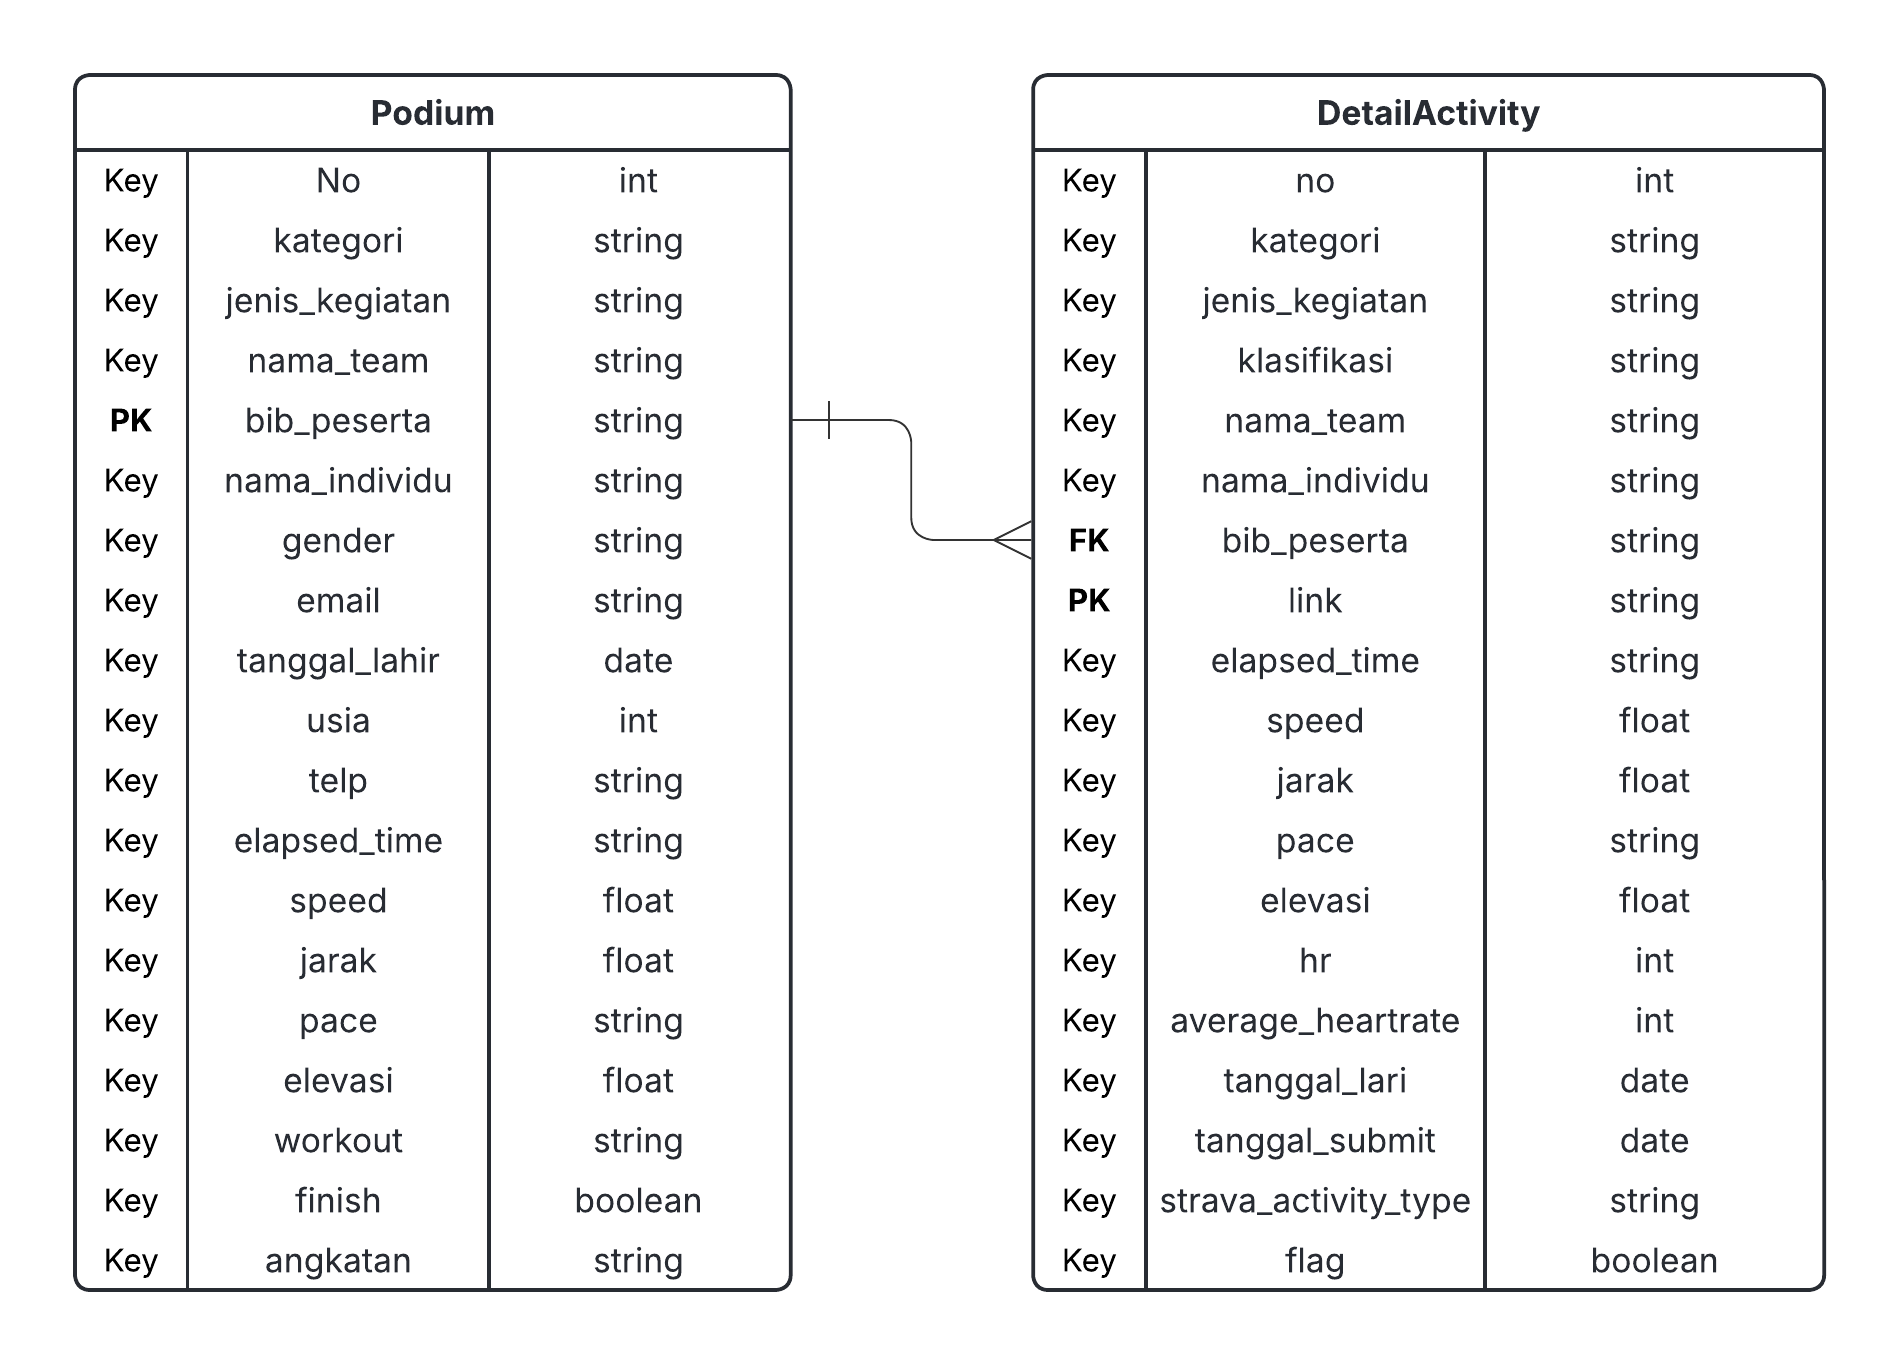 Podium
Key No int
Key kategori string
Key jenis_kegiatan string
Key nama_team string
PK bib_peserta string
Key nama_individu string
Key gender string
Key email string
Key tanggal_lahir date
Key usia int
Key telp string
Key elapsed_time string
Key speed float
Key jarak float
Key pace string
Key elevasi float
Key workout string
Key finish boolean
Key angkatan string
DetailActivity
Key no int
Key kategori string
Key jenis_kegiatan string
Key klasifikasi string
Key nama_team string
Key nama_individu string
FK bib_peserta string
PK link string
Key elapsed_time string
Key speed float
Key jarak float
Key pace string
Key elevasi float
Key hr int
Key average_heartrate int
Key tanggal_lari date
Key tanggal_submit date
Key strava_activity_type string
Key flag boolean